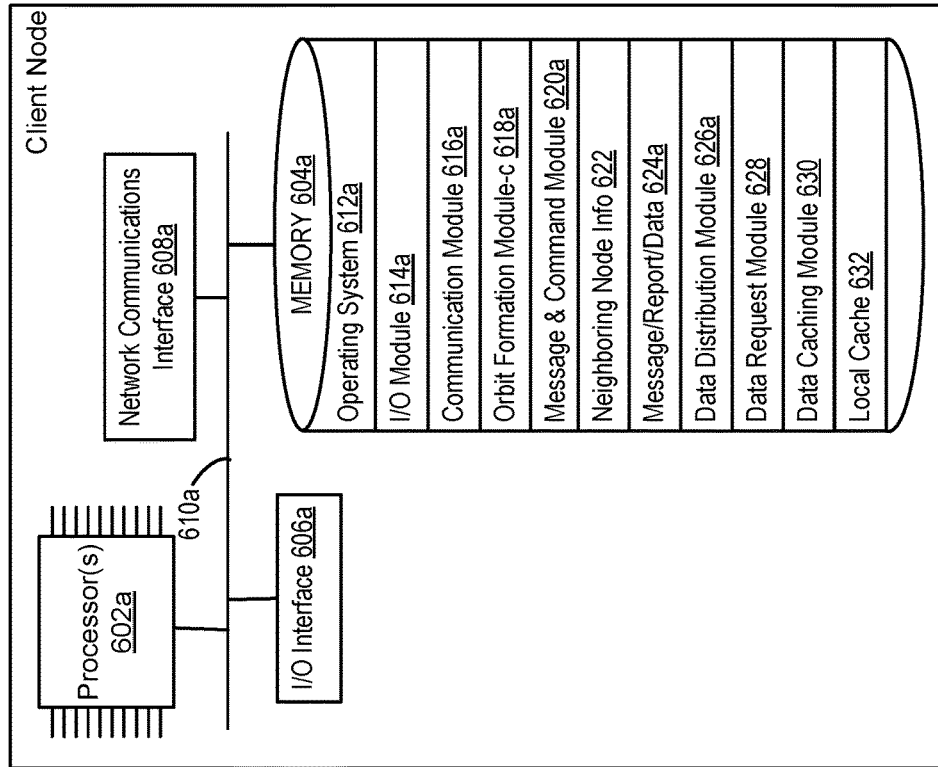 Client Node
Processor(s)
602a
Network Communications
Interface 608a
610a
I/O Interface 606a
MEMORY 604a
Operating System 612a
I/O Module 614a
Communication Module 616a
Orbit Formation Module-c 618a
Message & Command Module 620a
Neighboring Node Info 622
Message/Report/Data 624a
Data Distribution Module 626a
Data Request Module 628
Data Caching Module 630
Local Cache 632